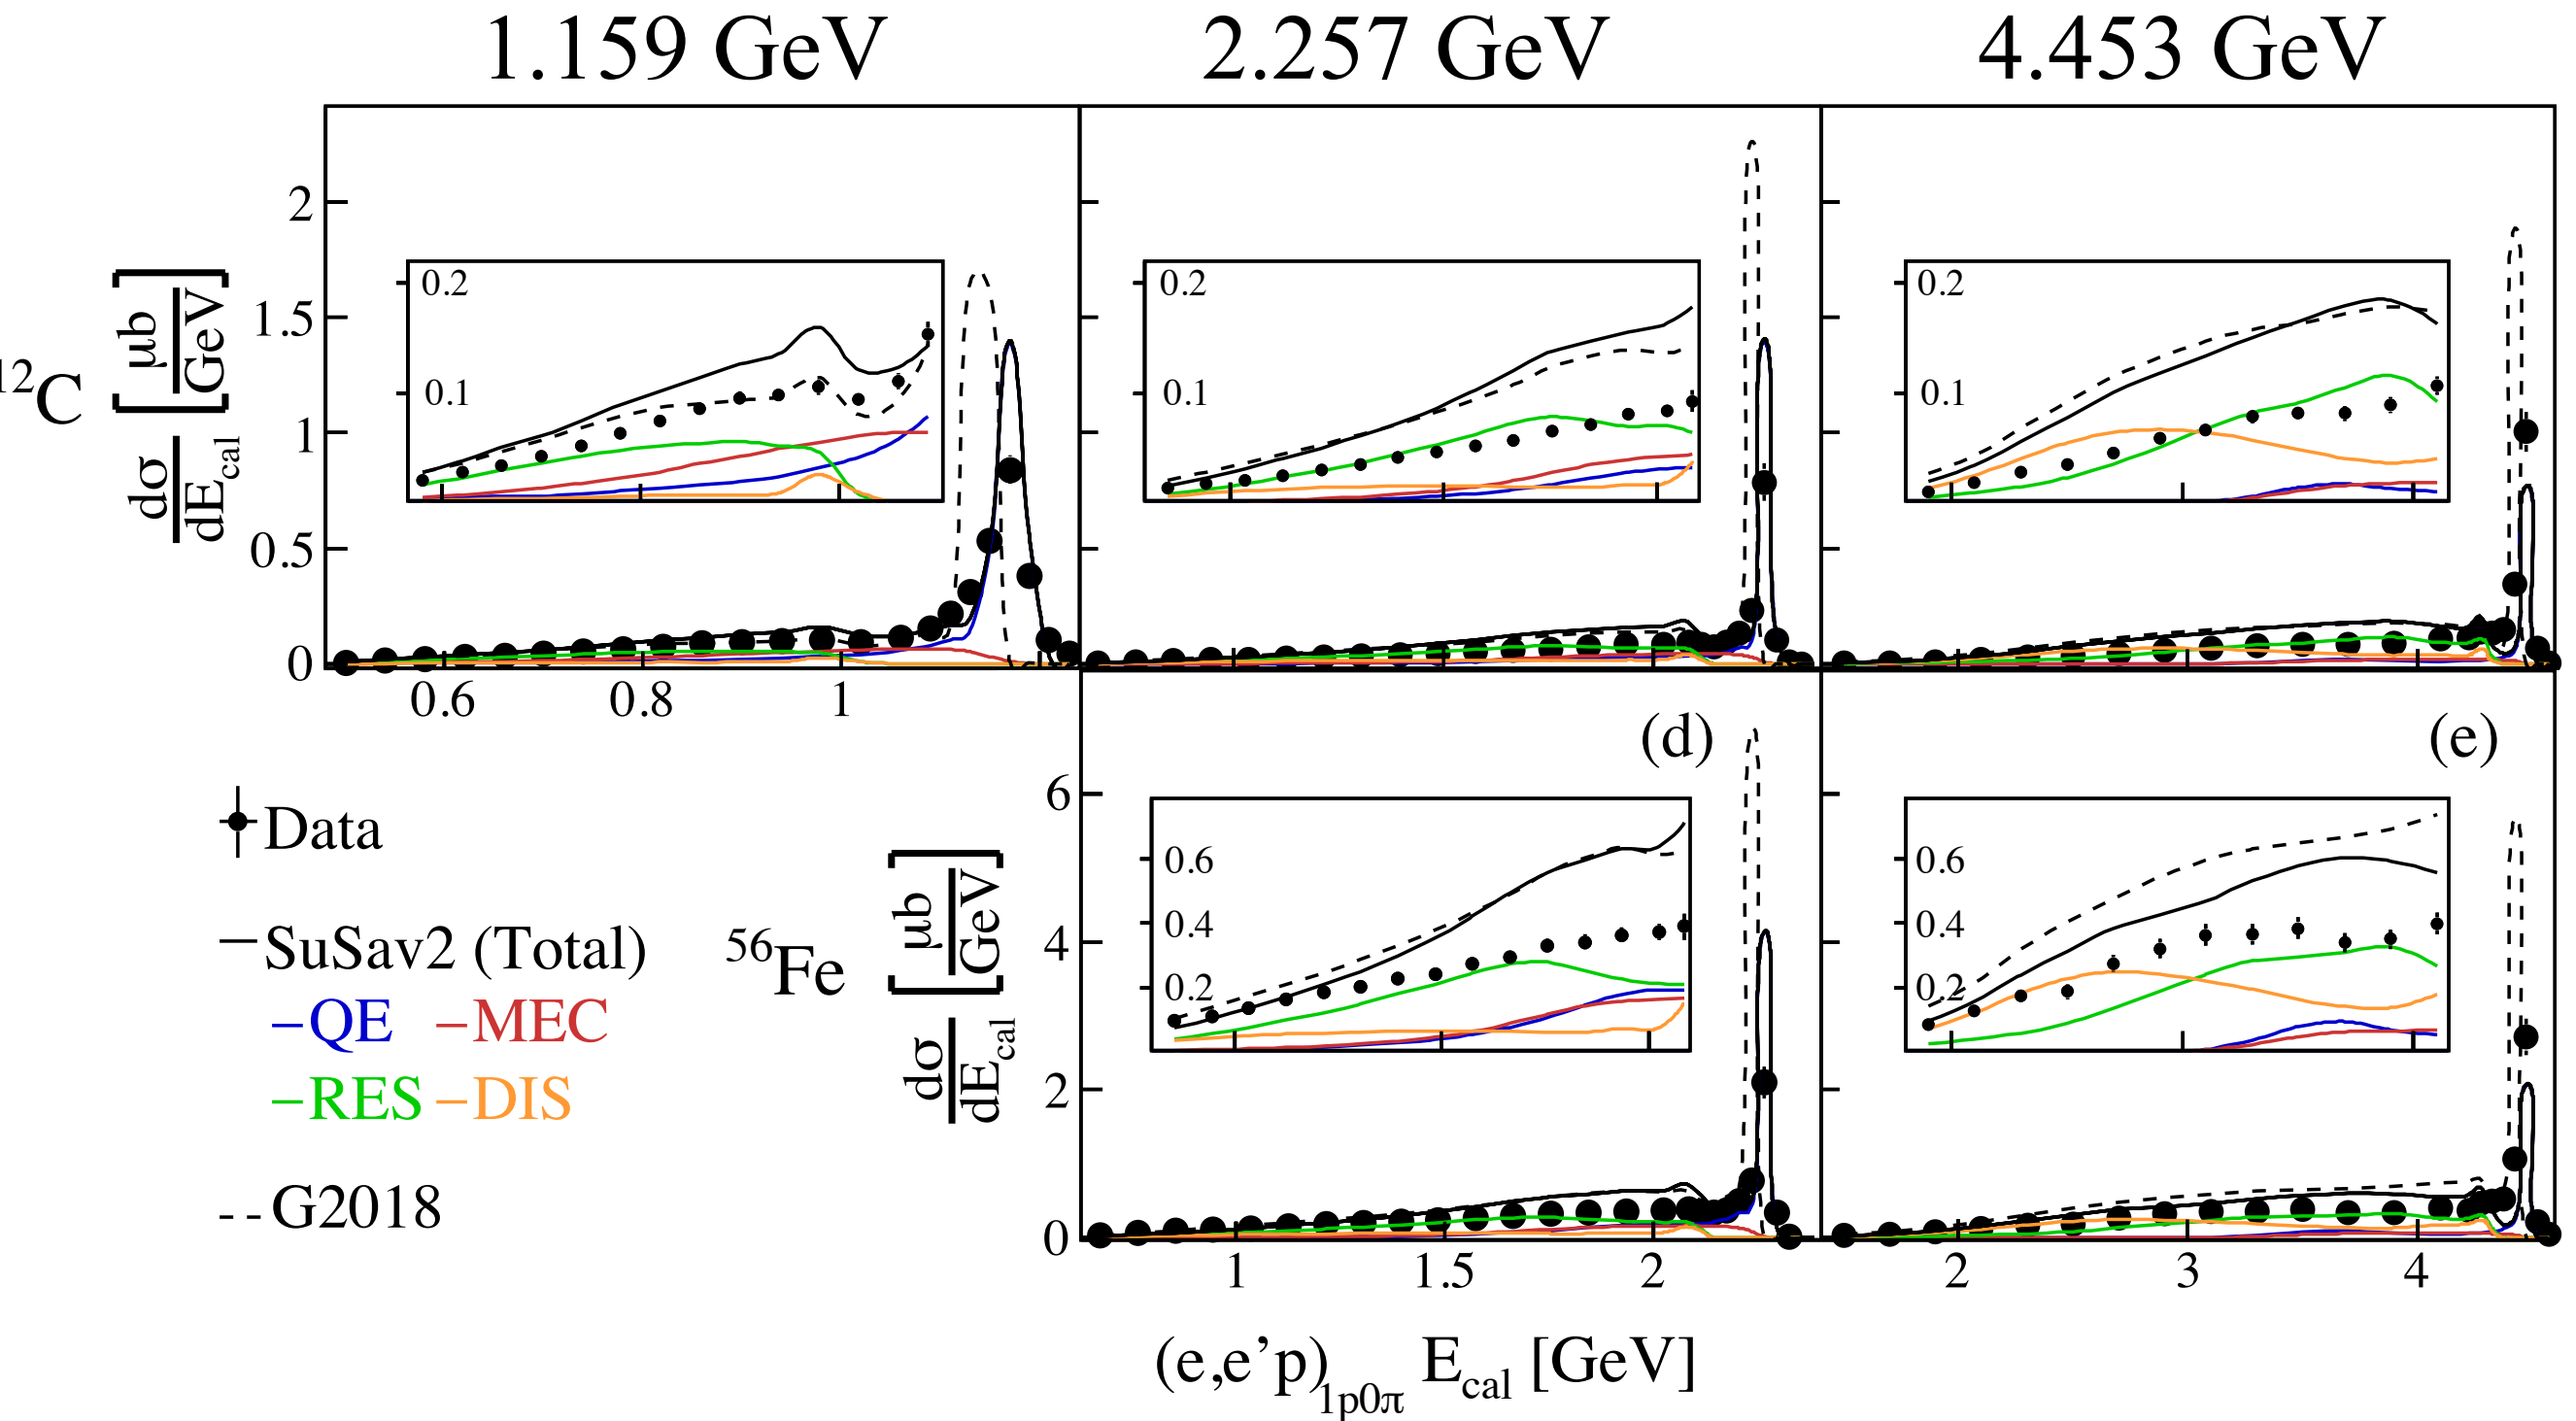 1.159 GeV 2.257 GeV 4.453 GeV
12C
dσ/dE_cal [μb/GeV]
2
1.5
1
0.5
0
0.2
0.1
0.2
0.1
0.2
0.1
0.6 0.8 1
(d) (e)
Data
SuSav2 (Total)
QE MEC
RES DIS
G2018
56Fe
dσ/dE_cal [μb/GeV]
6
4
2
0
0.6
0.4
0.2
0.6
0.4
0.2
1 1.5 2 2 3 4
(e,e'p)1p0π E_cal [GeV]